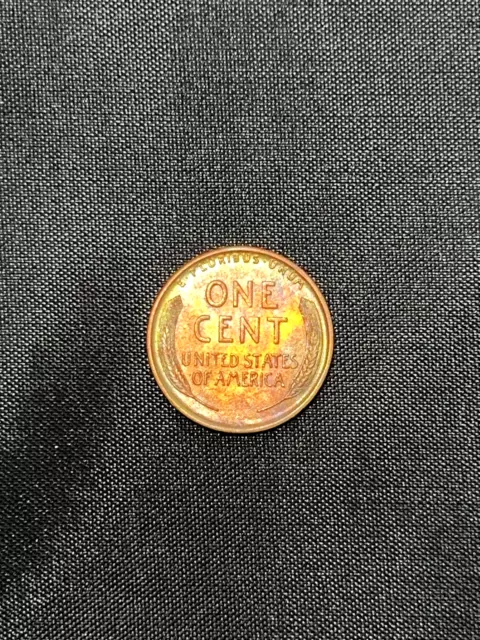 E·PLURIBUS·UNUM
ONE
CENT
UNITED STATES
OF AMERICA